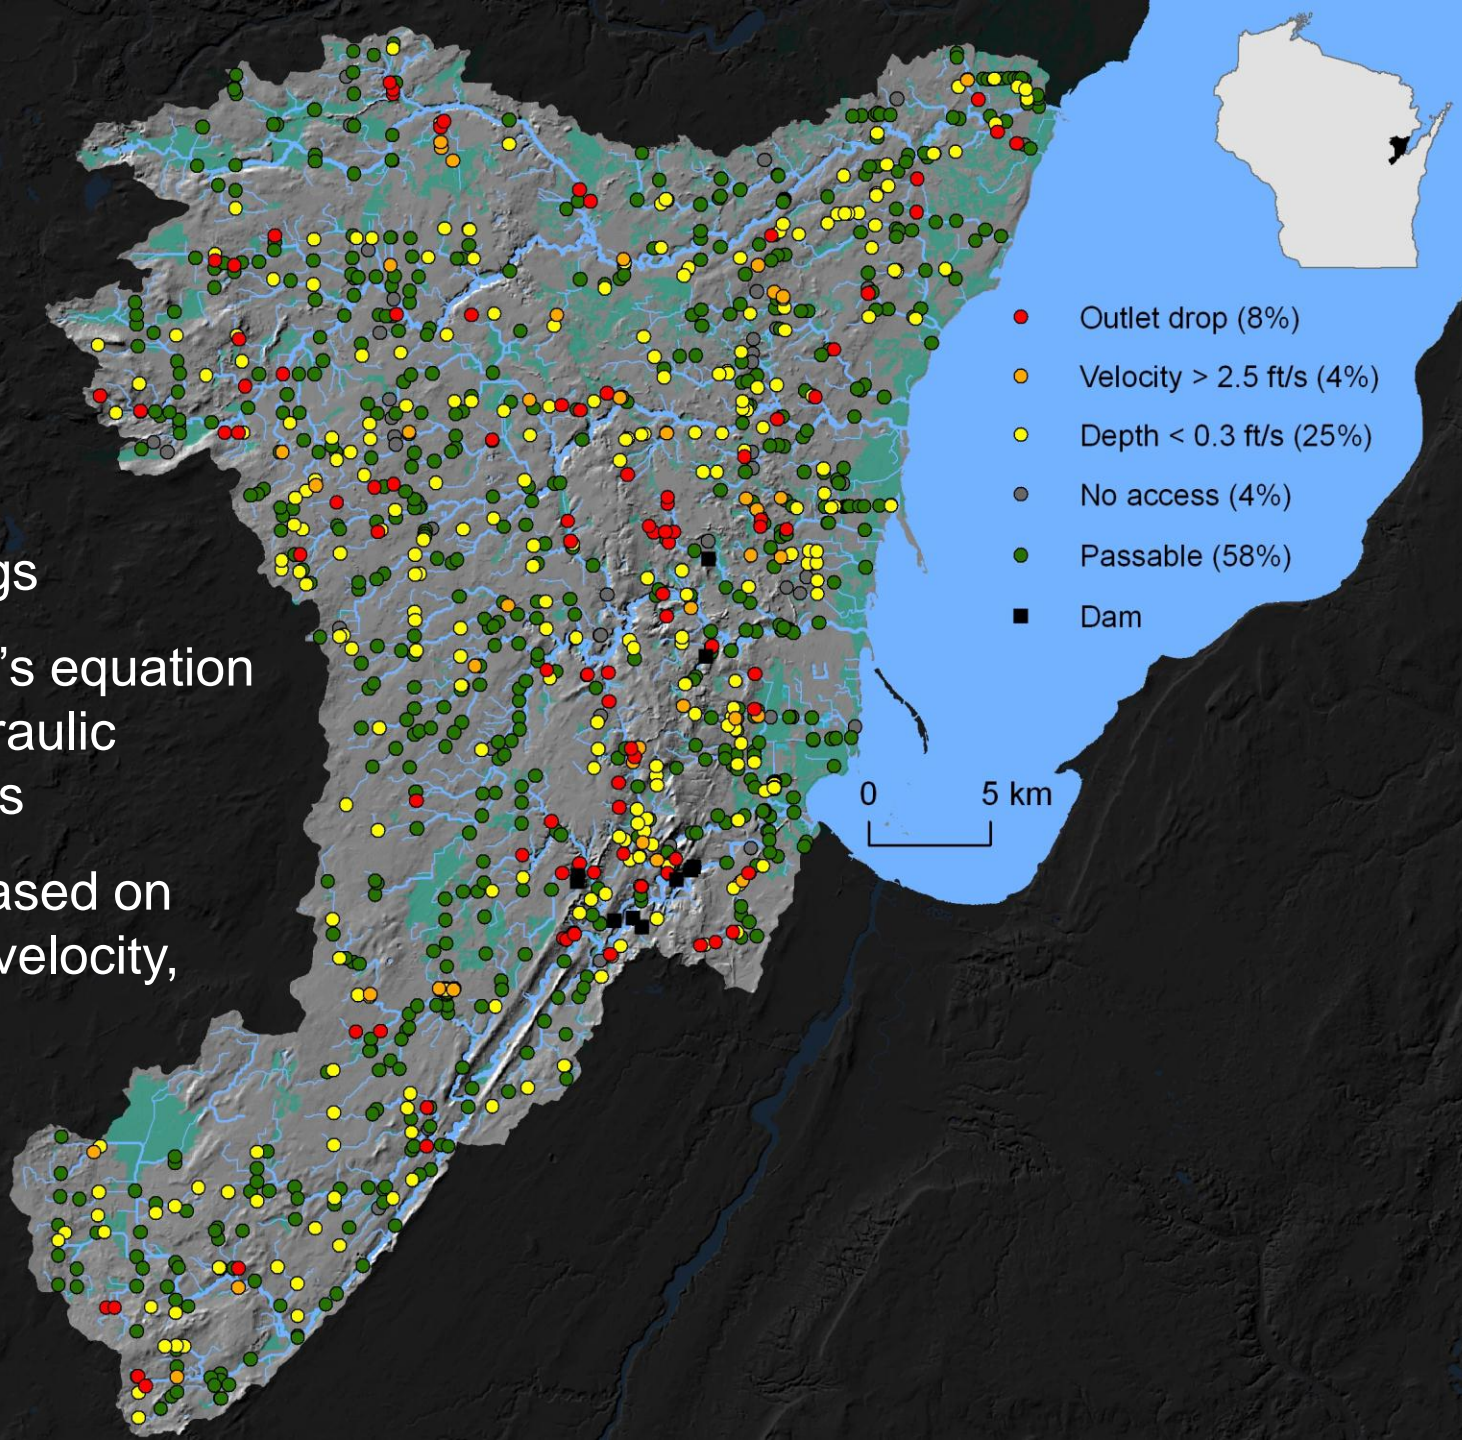 gs
's equation
raulic
s
ased on
velocity,
Outlet drop (8%)
Velocity > 2.5 ft/s (4%)
Depth < 0.3 ft/s (25%)
No access (4%)
Passable (58%)
Dam
0 5 km